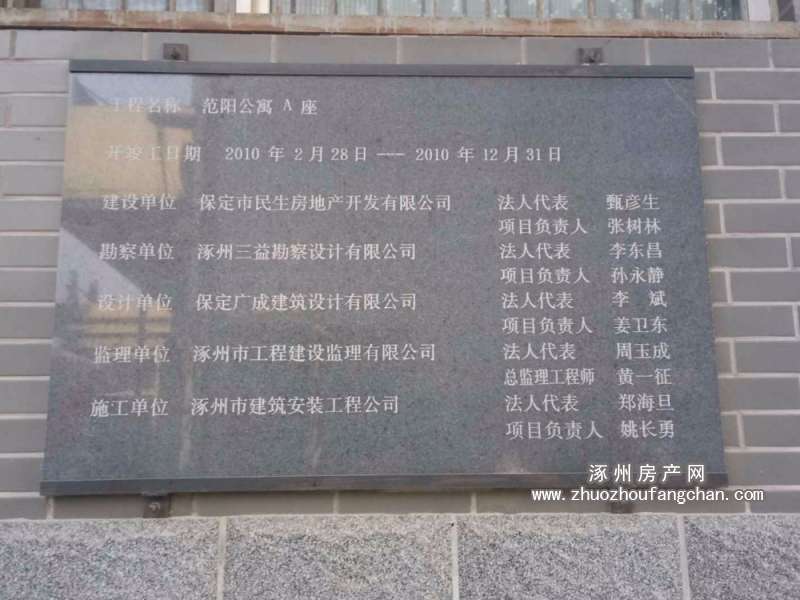 工程名称 范阳公寓 A 座
开竣工日期 2010 年 2 月 28 日 --- 2010 年 12 月 31 日
建设单位 保定市民生房地产开发有限公司 法人代表 甄彦生
项目负责人 张树林
勘察单位 涿州三益勘察设计有限公司 法人代表 李东昌
项目负责人 孙永静
设计单位 保定广成建筑设计有限公司 法人代表 李 斌
项目负责人 姜卫东
监理单位 涿州市工程建设监理有限公司 法人代表 周玉成
总监理工程师 黄一征
施工单位 涿州市建筑安装工程公司 法人代表 郑海旦
项目负责人 姚长勇
涿州房产网
www.zhuozhoufangchan.com